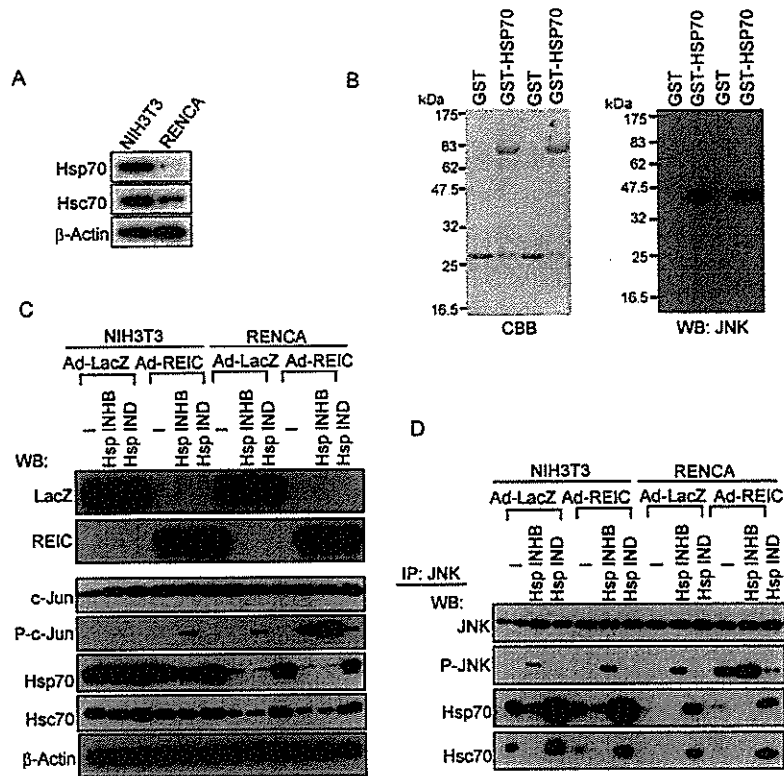 A
NIH3T3
RENCA
Hsp70
Hsc70
β-Actin
B
GST
GST-HSP70
GST
GST-HSP70
kDa
175
83
62
47.5
32
25
16.5
CBB
GST
GST-HSP70
GST
GST-HSP70
kDa
175
83
62
47.5
32
25
16.5
WB: JNK
C
NIH3T3 RENCA
Ad-LacZ Ad-REIC Ad-LacZ Ad-REIC
– Hsp INHB Hsp IND – Hsp INHB Hsp IND – Hsp INHB Hsp IND – Hsp INHB Hsp IND
WB:
LacZ
REIC
c-Jun
P-c-Jun
Hsp70
Hsc70
β-Actin
D
NIH3T3 RENCA
Ad-LacZ Ad-REIC Ad-LacZ Ad-REIC
– Hsp INHB Hsp IND – Hsp INHB Hsp IND – Hsp INHB Hsp IND – Hsp INHB Hsp IND
IP: JNK
WB:
JNK
P-JNK
Hsp70
Hsc70